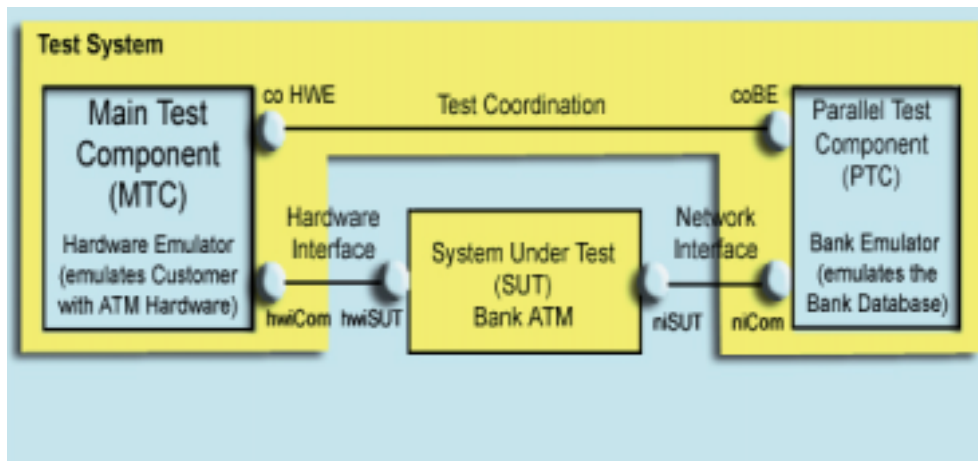 Test System
co HWE
Test Coordination
coBE
Main Test
Component
(MTC)
Hardware Emulator
(emulates Customer
with ATM Hardware)
Parallel Test
Component
(PTC)
Bank Emulator
(emulates the
Bank Database)
Hardware
Interface
System Under Test
(SUT)
Bank ATM
Network
Interface
hwiCom
hwiSUT
niSUT
niCom